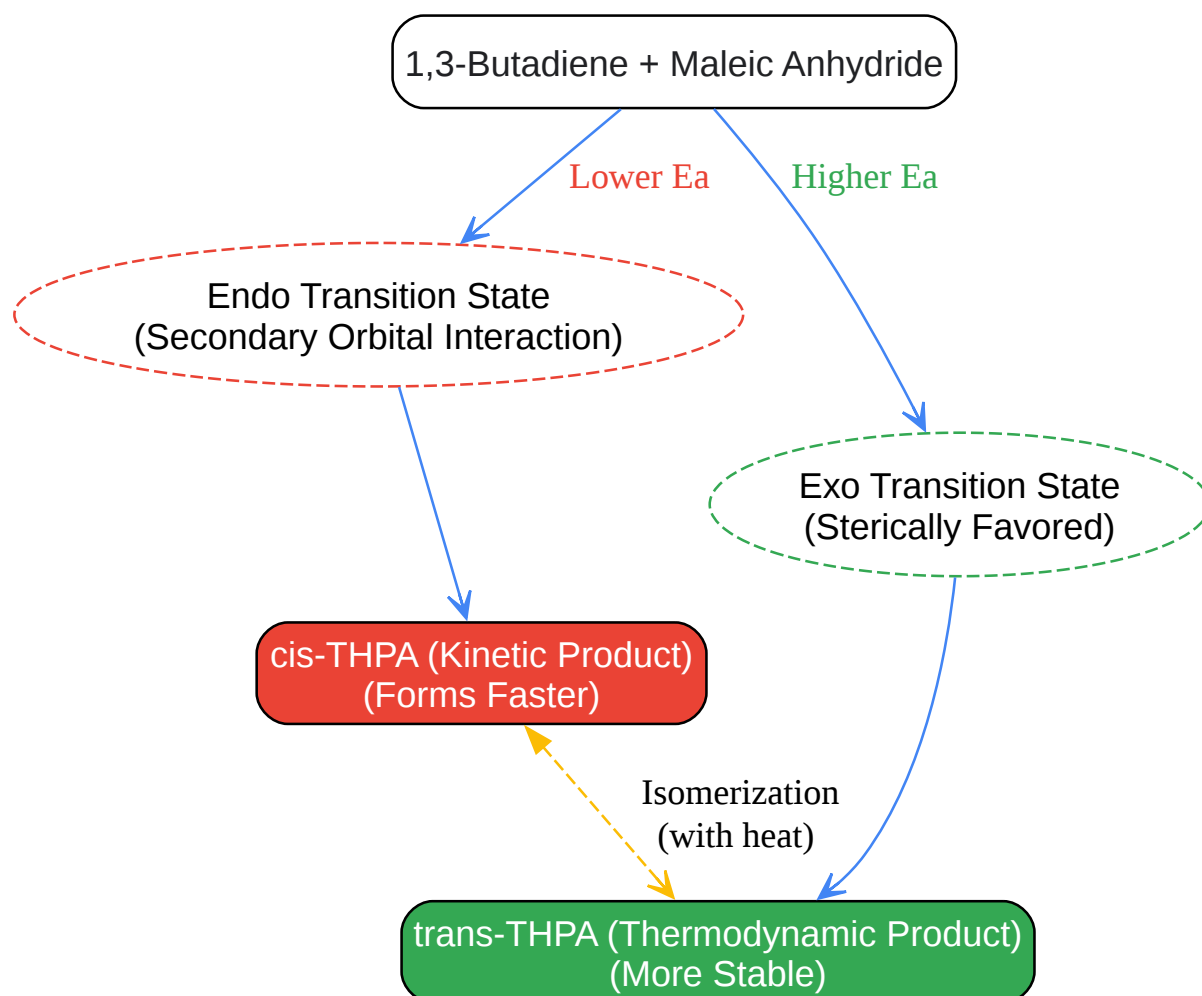 1,3-Butadiene + Maleic Anhydride
Lower Ea
Higher Ea
Endo Transition State
(Secondary Orbital Interaction)
Exo Transition State
(Sterically Favored)
cis-THPA (Kinetic Product)
(Forms Faster)
Isomerization
(with heat)
trans-THPA (Thermodynamic Product)
(More Stable)